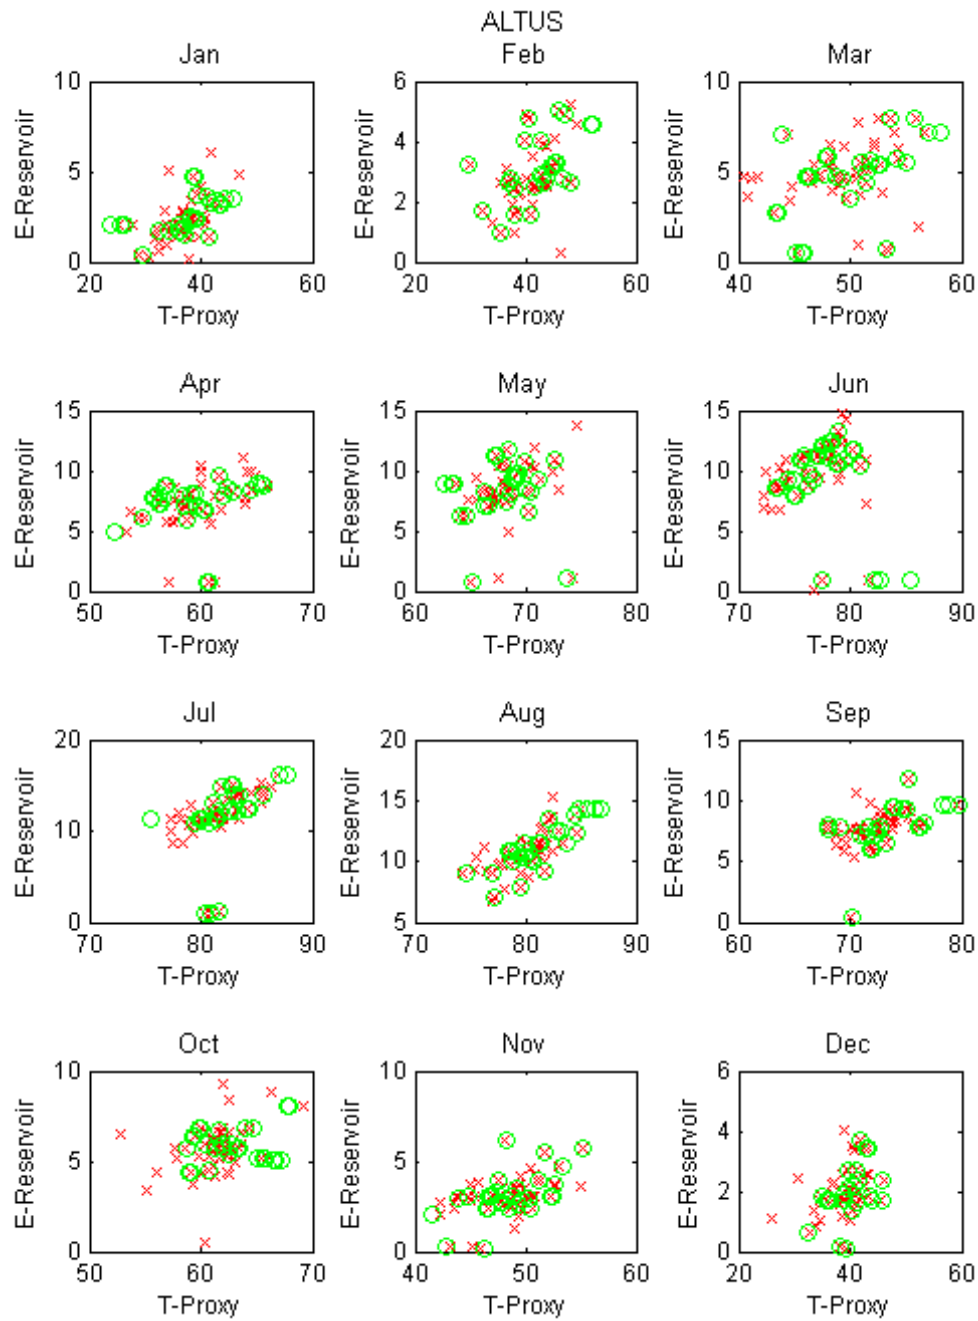 ALTUS
Jan Feb Mar
10 6 10
E-Reservoir 5 E-Reservoir 4 E-Reservoir 5
2
0 0 0
20 40 60 20 40 60 40 50 60
T-Proxy T-Proxy T-Proxy
Apr May Jun
15 15 15
E-Reservoir 10 E-Reservoir 10 E-Reservoir 10
5 5 5
0 0 0
50 60 70 60 70 80 70 80 90
T-Proxy T-Proxy T-Proxy
Jul Aug Sep
20 20 15
E-Reservoir 10 E-Reservoir 15 E-Reservoir 10
10 5
0 5 0
70 80 90 70 80 90 60 70 80
T-Proxy T-Proxy T-Proxy
Oct Nov Dec
10 10 6
E-Reservoir 5 E-Reservoir 5 E-Reservoir 4
2
0 0 0
50 60 70 40 50 60 20 40 60
T-Proxy T-Proxy T-Proxy